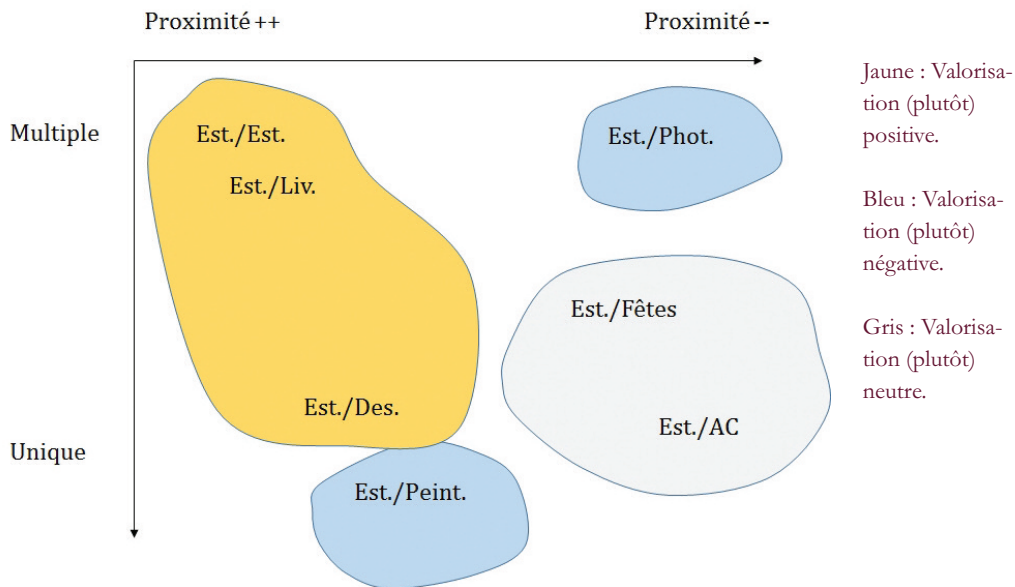 Proximité ++
Proximité --
Multiple
Unique
Est./Est.
Est./Liv.
Est./Des.
Est./Peint.
Est./Phot.
Est./Fêtes
Est./AC
Jaune : Valorisa-
tion (plutôt)
positive.
Bleu : Valorisa-
tion (plutôt)
négative.
Gris : Valorisa-
tion (plutôt)
neutre.